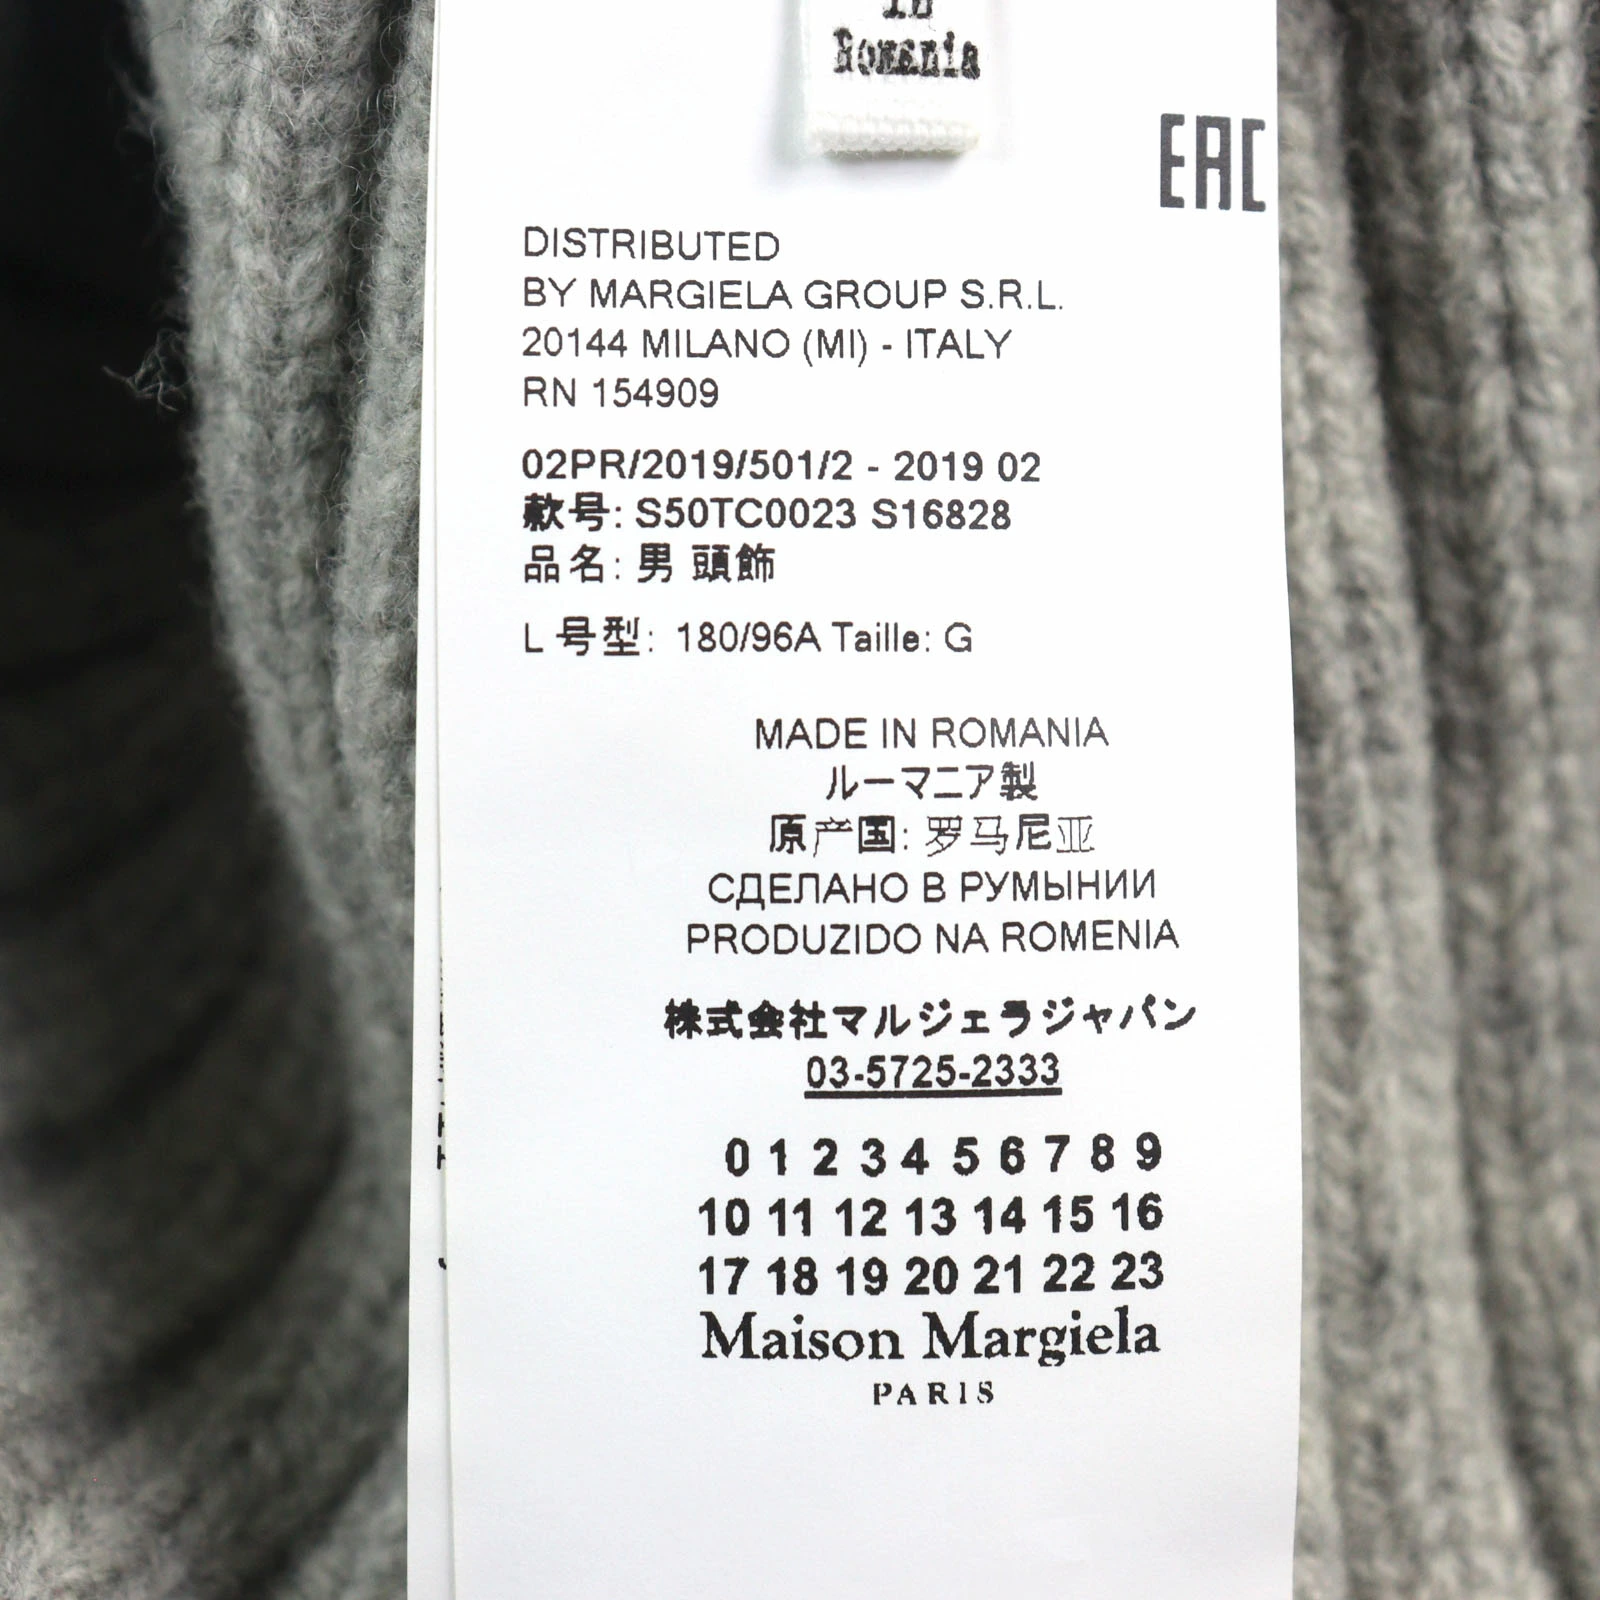 in
Romania
EAC
DISTRIBUTED
BY MARGIELA GROUP S.R.L.
20144 MILANO (MI) - ITALY
RN 154909
02PR/2019/501/2 - 2019 02
款号: S50TC0023 S16828
品名: 男 頭飾
L 号型: 180/96A Taille: G
MADE IN ROMANIA
ルーマニア製
原产国: 罗马尼亚
СДЕЛАНО В РУМЫНИИ
PRODUZIDO NA ROMENIA
株式会社マルジェラジャパン
03-5725-2333
0 1 2 3 4 5 6 7 8 9
10 11 12 13 14 15 16
17 18 19 20 21 22 23
Maison Margiela
PARIS